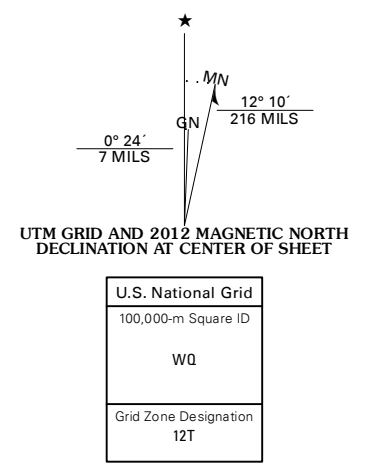 ★
MN
12° 10´
216 MILS
GN
0° 24´
7 MILS
UTM GRID AND 2012 MAGNETIC NORTH
DECLINATION AT CENTER OF SHEET
U.S. National Grid
100,000-m Square ID
WQ
Grid Zone Designation
12T